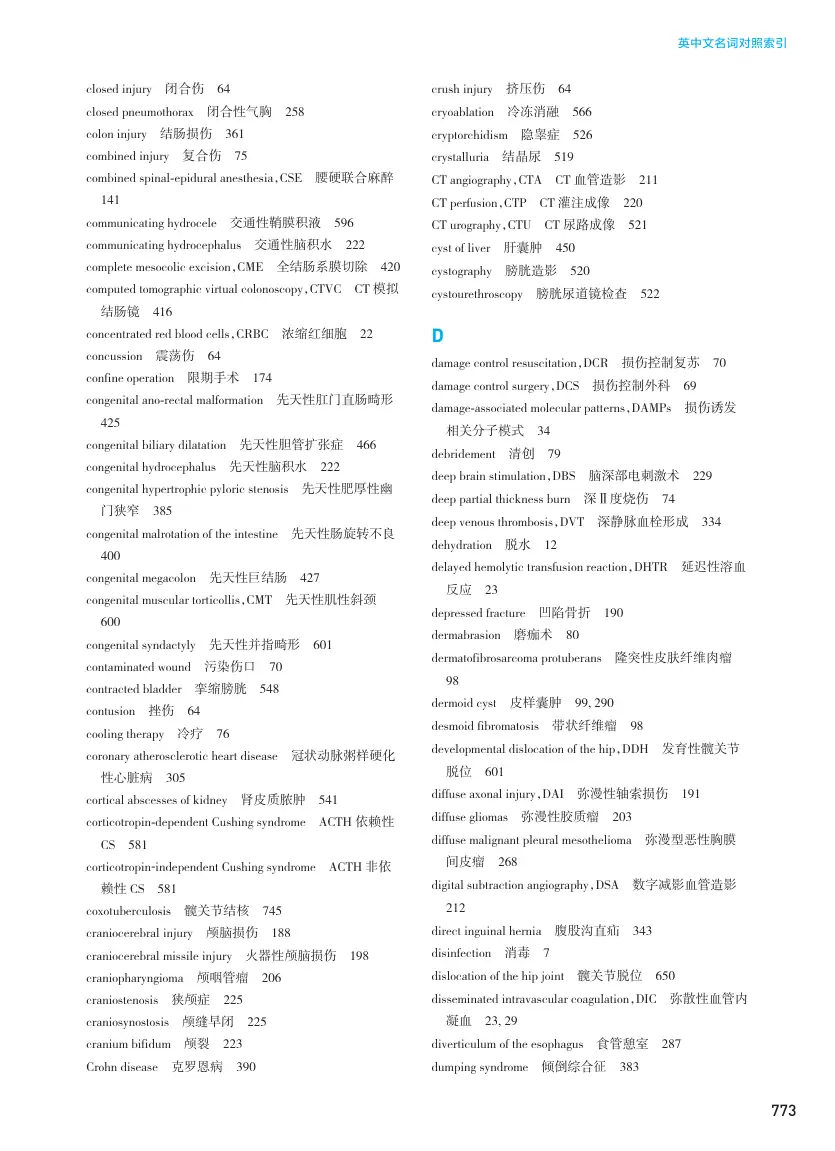 英中文名词对照索引
closed injury 闭合伤 64
closed pneumothorax 闭合性气胸 258
colon injury 结肠损伤 361
combined injury 复合伤 75
combined spinal-epidural anesthesia,CSE 腰硬联合麻醉
141
communicating hydrocele 交通性鞘膜积液 596
communicating hydrocephalus 交通性脑积水 222
complete mesocolic excision,CME 全结肠系膜切除 420
computed tomographic virtual colonoscopy,CTVC CT 模拟
结肠镜 416
concentrated red blood cells,CRBC 浓缩红细胞 22
concussion 震荡伤 64
confine operation 限期手术 174
congenital ano-rectal malformation 先天性肛门直肠畸形
425
congenital biliary dilatation 先天性胆管扩张症 466
congenital hydrocephalus 先天性脑积水 222
congenital hypertrophic pyloric stenosis 先天性肥厚性幽
门狭窄 385
congenital malrotation of the intestine 先天性肠旋转不良
400
congenital megacolon 先天性巨结肠 427
congenital muscular torticollis,CMT 先天性肌性斜颈
600
congenital syndactyly 先天性并指畸形 601
contaminated wound 污染伤口 70
contracted bladder 挛缩膀胱 548
contusion 挫伤 64
cooling therapy 冷疗 76
coronary atherosclerotic heart disease 冠状动脉粥样硬化
性心脏病 305
cortical abscesses of kidney 肾皮质脓肿 541
corticotropin-dependent Cushing syndrome ACTH 依赖性
CS 581
corticotropin-independent Cushing syndrome ACTH 非依
赖性 CS 581
coxotuberculosis 髋关节结核 745
craniocerebral injury 颅脑损伤 188
craniocerebral missile injury 火器性颅脑损伤 198
craniopharyngioma 颅咽管瘤 206
craniostenosis 狭颅症 225
craniosynostosis 颅缝早闭 225
cranium bifidum 颅裂 223
Crohn disease 克罗恩病 390
crush injury 挤压伤 64
cryoablation 冷冻消融 566
cryptorchidism 隐睾症 526
crystalluria 结晶尿 519
CT angiography,CTA CT 血管造影 211
CT perfusion,CTP CT 灌注成像 220
CT urography,CTU CT 尿路成像 521
cyst of liver 肝囊肿 450
cystography 膀胱造影 520
cystourethroscopy 膀胱尿道镜检查 522
D
damage control resuscitation,DCR 损伤控制复苏 70
damage control surgery,DCS 损伤控制外科 69
damage-associated molecular patterns,DAMPs 损伤诱发
相关分子模式 34
debridement 清创 79
deep brain stimulation,DBS 脑深部电刺激术 229
deep partial thickness burn 深Ⅱ度烧伤 74
deep venous thrombosis,DVT 深静脉血栓形成 334
dehydration 脱水 12
delayed hemolytic transfusion reaction,DHTR 延迟性溶血
反应 23
depressed fracture 凹陷骨折 190
dermabrasion 磨痂术 80
dermatofibrosarcoma protuberans 隆突性皮肤纤维肉瘤
98
dermoid cyst 皮样囊肿 99, 290
desmoid fibromatosis 带状纤维瘤 98
developmental dislocation of the hip,DDH 发育性髋关节
脱位 601
diffuse axonal injury,DAI 弥漫性轴索损伤 191
diffuse gliomas 弥漫性胶质瘤 203
diffuse malignant pleural mesothelioma 弥漫型恶性胸膜
间皮瘤 268
digital subtraction angiography,DSA 数字减影血管造影
212
direct inguinal hernia 腹股沟直疝 343
disinfection 消毒 7
dislocation of the hip joint 髋关节脱位 650
disseminated intravascular coagulation,DIC 弥散性血管内
凝血 23, 29
diverticulum of the esophagus 食管憩室 287
dumping syndrome 倾倒综合征 383
773